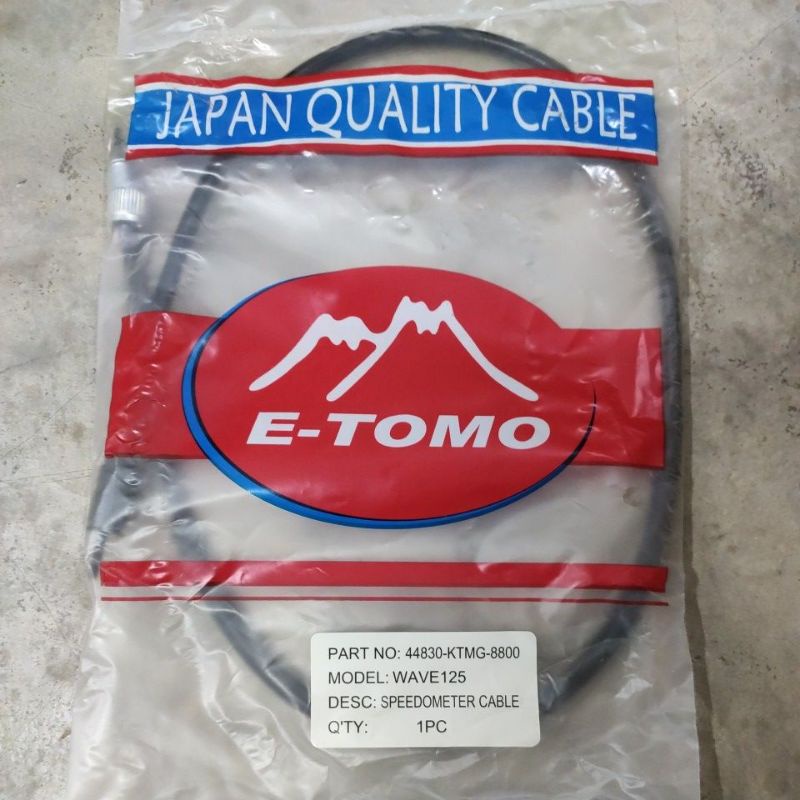 JAPAN QUALITY CABLE
E-TOMO
PART NO: 44830-KTMG-8800
MODEL: WAVE125
DESC: SPEEDOMETER CABLE
Q'TY: 1PC